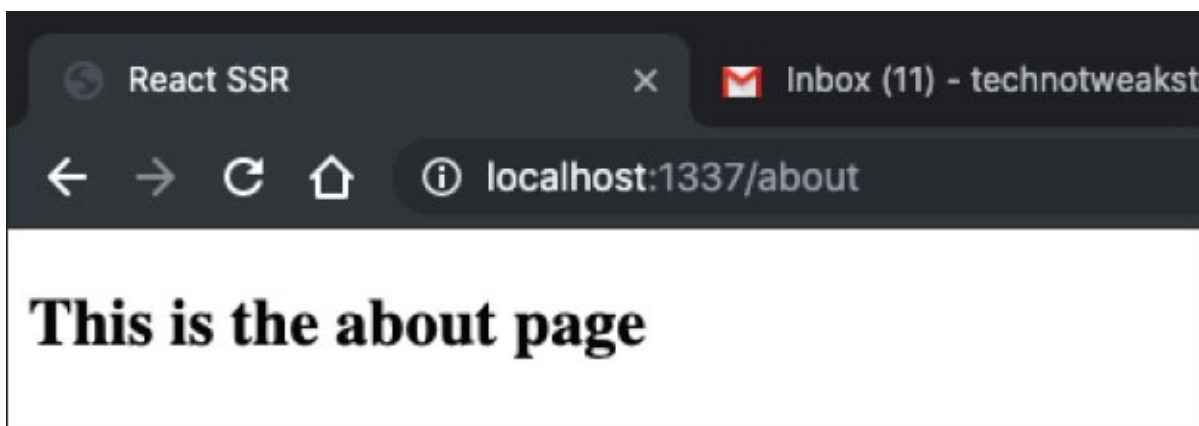 React SSR
Inbox (11) - technotweakst
localhost:1337/about
This is the about page